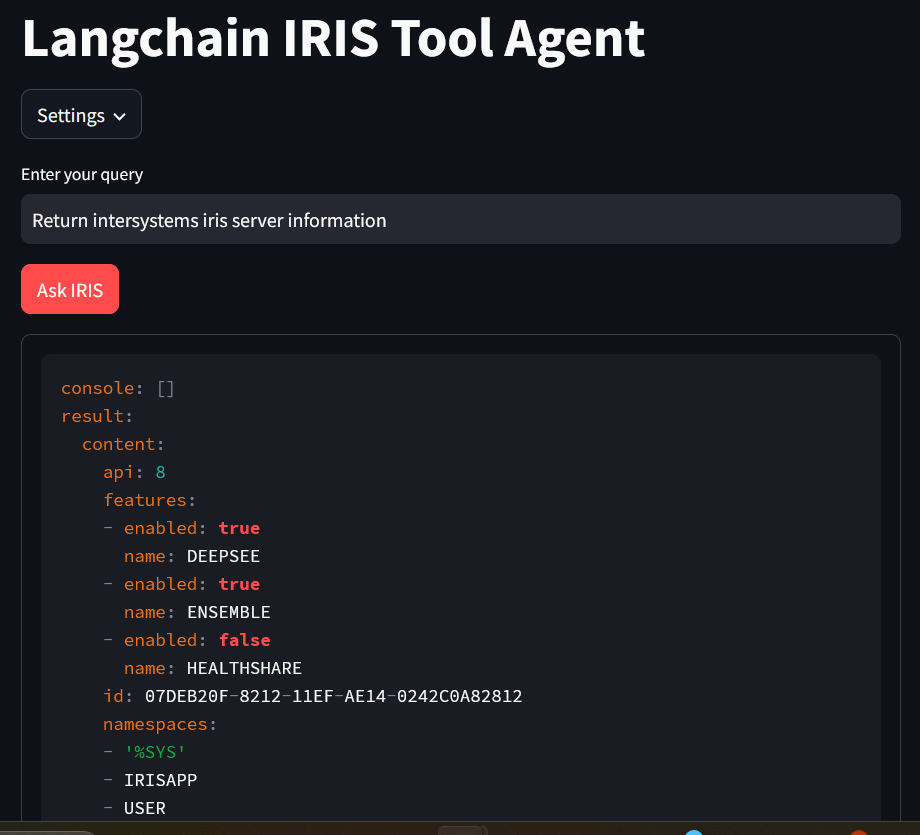 Langchain IRIS Tool Agent
Settings
Enter your query
Return intersystems iris server information
Ask IRIS
console: []
result:
content:
api: 8
features:
- enabled: true
name: DEEPSEE
- enabled: true
name: ENSEMBLE
- enabled: false
name: HEALTHSHARE
id: 07DEB20F-8212-11EF-AE14-0242C0A82812
namespaces:
- '%SYS'
- IRISAPP
- USER